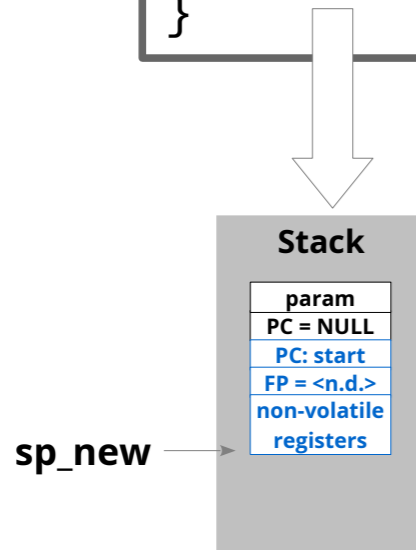 }
Stack
param
PC = NULL
PC: start
FP = <n.d.>
non-volatile
registers
sp_new